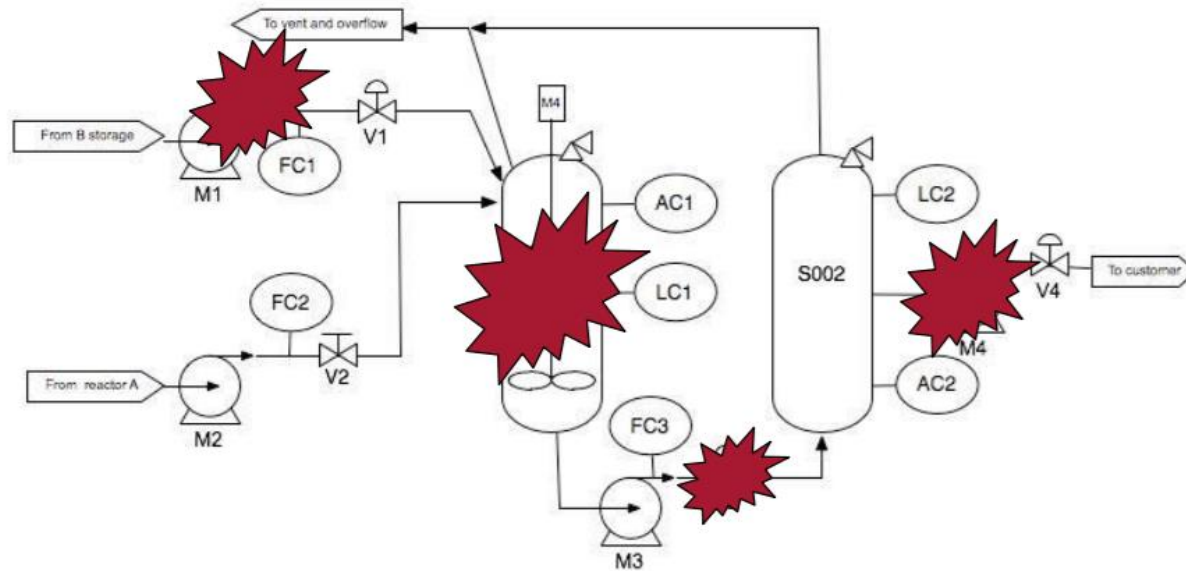 To vent and overflow
M4
From B storage
V1
FC1
M1
AC1
LC2
S002
V4
To customer
LC1
FC2
M4
V2
From reactor A
AC2
M2
FC3
M3